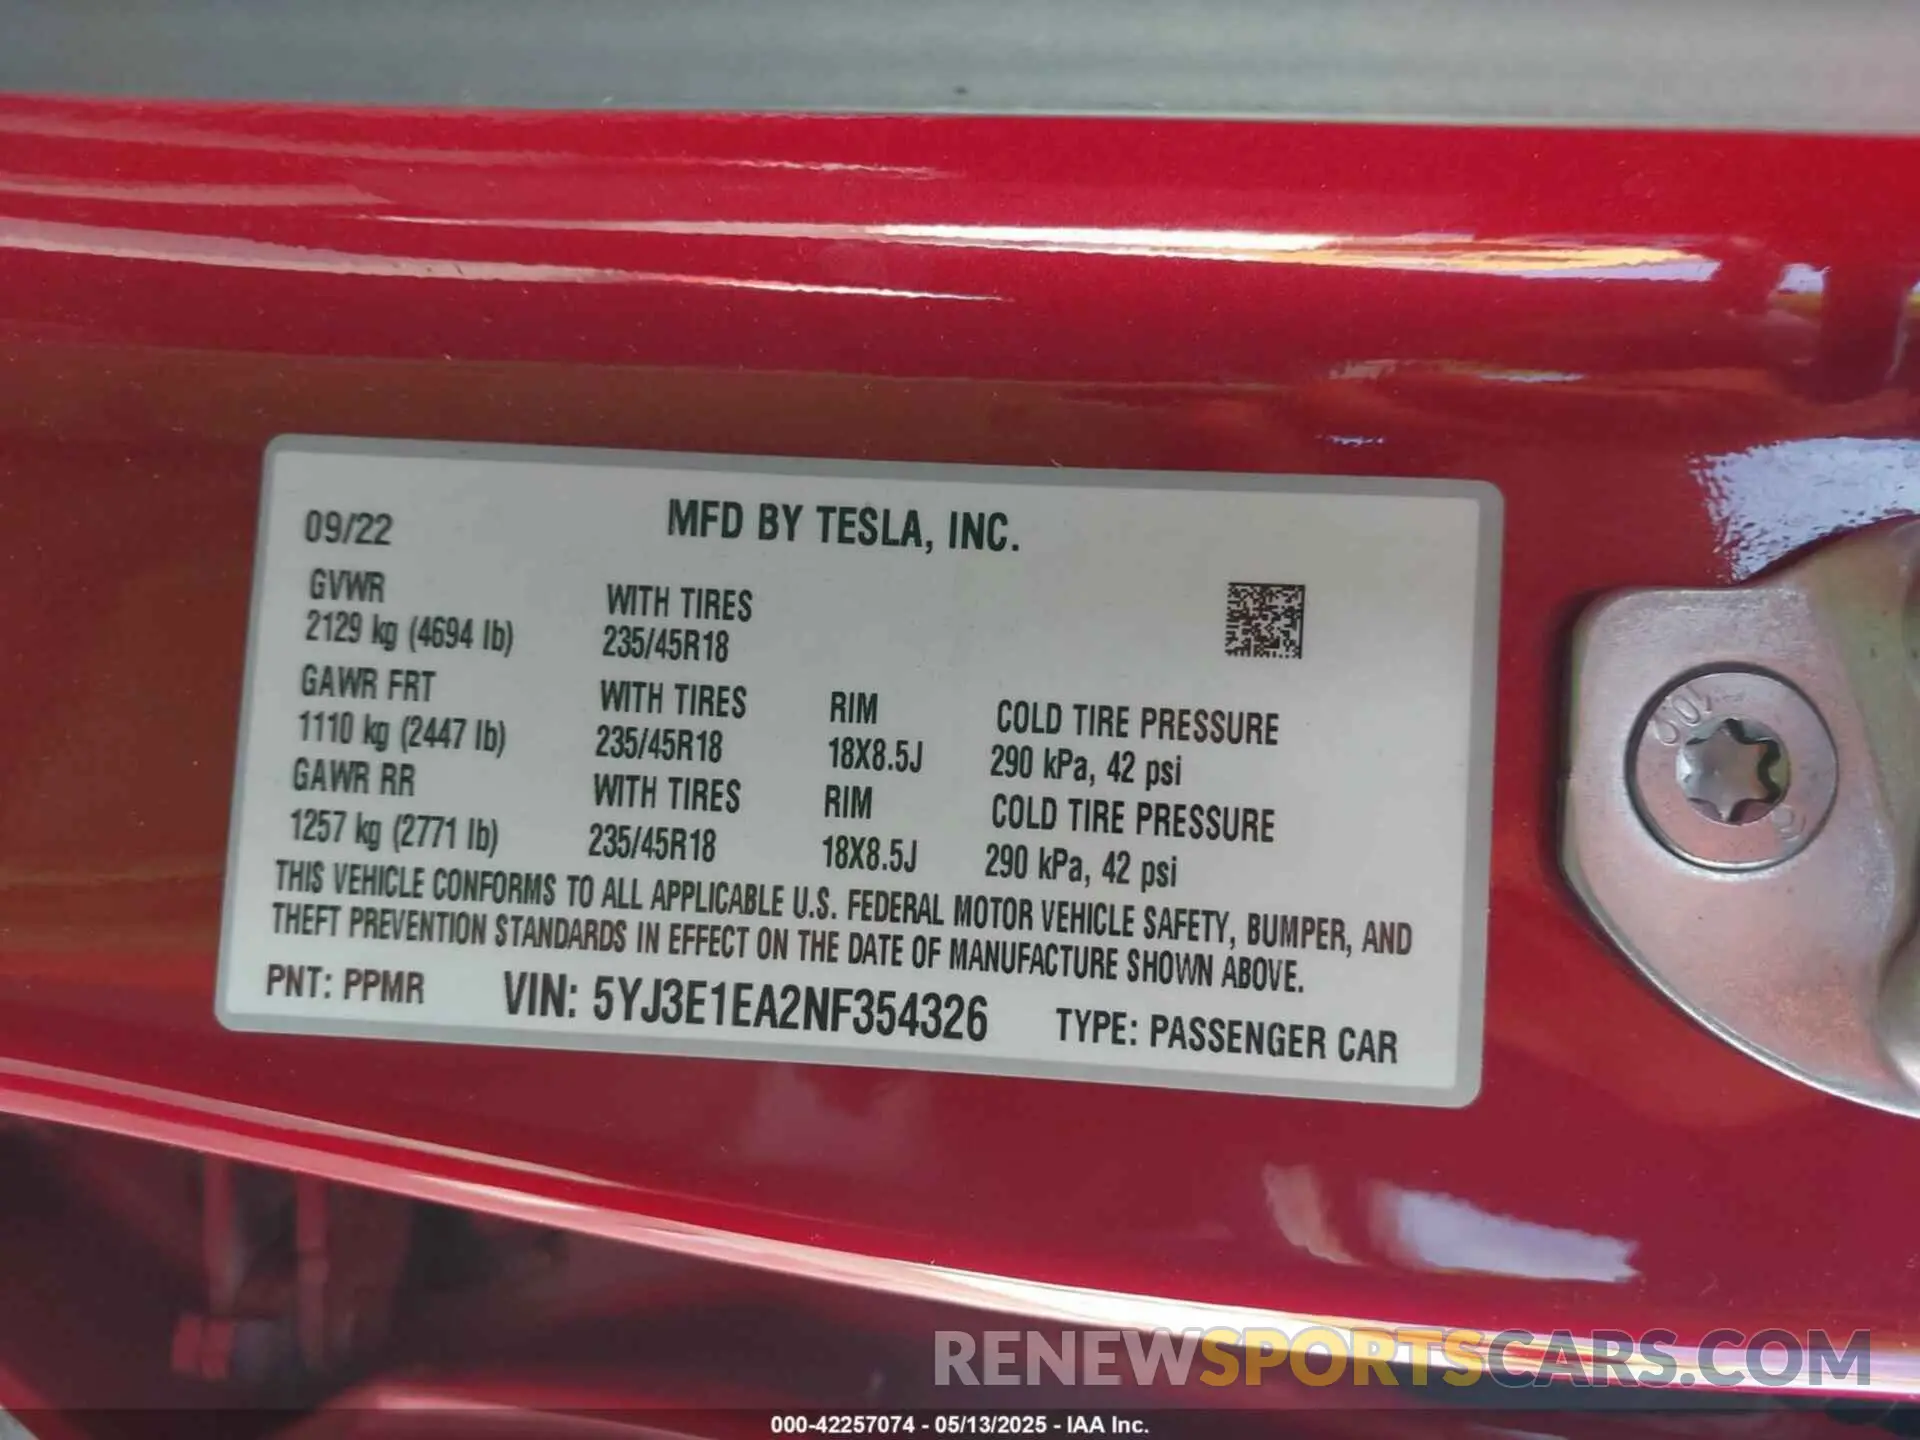 09/22 MFD BY TESLA, INC.
GVWR WITH TIRES
2129 kg (4694 lb) 235/45R18
GAWR FRT WITH TIRES RIM COLD TIRE PRESSURE
1110 kg (2447 lb) 235/45R18 18X8.5J 290 kPa, 42 psi
GAWR RR WITH TIRES RIM COLD TIRE PRESSURE
1257 kg (2771 lb) 235/45R18 18X8.5J 290 kPa, 42 psi
THIS VEHICLE CONFORMS TO ALL APPLICABLE U.S. FEDERAL MOTOR VEHICLE SAFETY, BUMPER, AND
THEFT PREVENTION STANDARDS IN EFFECT ON THE DATE OF MANUFACTURE SHOWN ABOVE.
PNT: PPMR VIN: 5YJ3E1EA2NF354326 TYPE: PASSENGER CAR
RENEWSPORTSCARS.COM
000-42257074 - 05/13/2025 - IAA Inc.